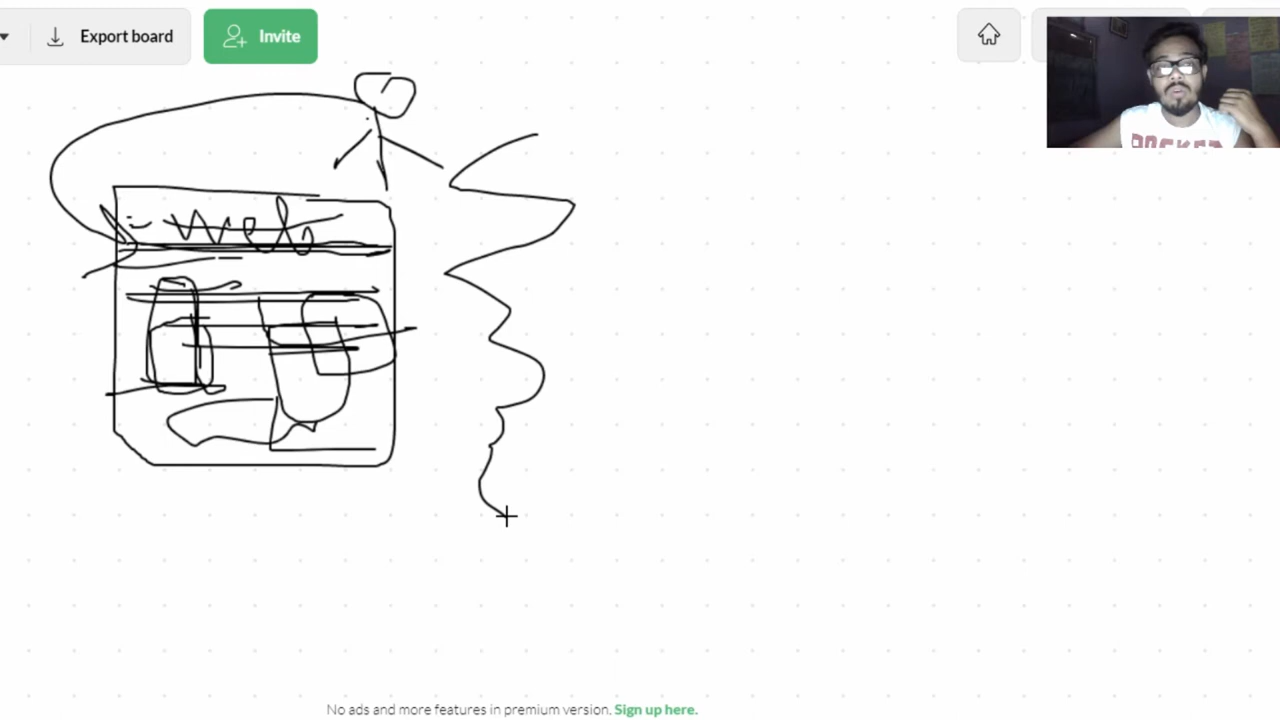 Export board
Invite
No ads and more features in premium version. Sign up here.